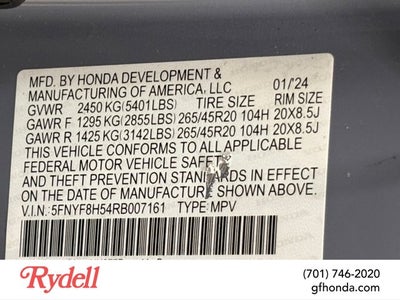 MFD. BY HONDA DEVELOPMENT &
MANUFACTURING OF AMERICA, LLC 01/'24
GVWR 2450 KG(5401LBS) TIRE SIZE RIM SIZE
GAWR F 1295 KG(2855LBS) 265/45R20 104H 20X8.5J
GAWR R 1425 KG(3142LBS) 265/45R20 104H 20X8.5J
THIS VEHICLE CONFORMS TO ALL APPLICABLE
FEDERAL MOTOR VEHICLE SAFETY
AND THEFT PREVENTION STANDARDS IN EFFECT
ON THE DATE OF MANUFACTURE SHOWN ABOVE.
V.I.N: 5FNYF8H54RB007161 TYPE: MPV
Rydell
(701) 746-2020
gfhonda.com